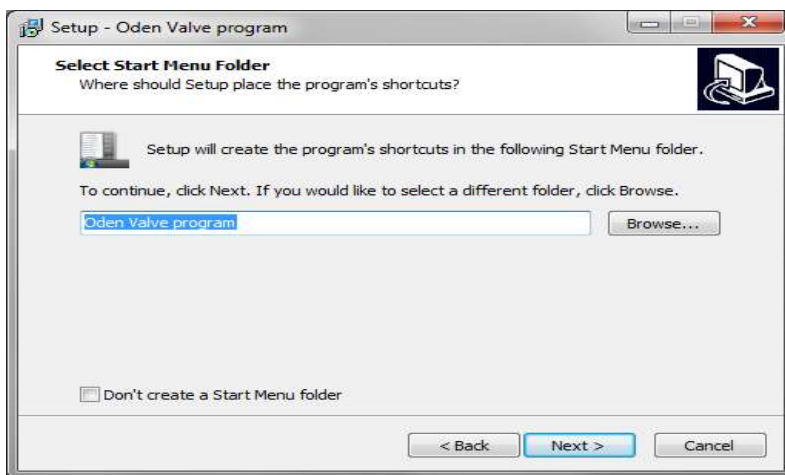 Setup - Oden Valve program
Select Start Menu Folder
Where should Setup place the program's shortcuts?
Setup will create the program's shortcuts in the following Start Menu folder.
To continue, click Next. If you would like to select a different folder, click Browse.
Oden Valve program
Browse...
Don't create a Start Menu folder
< Back
Next >
Cancel